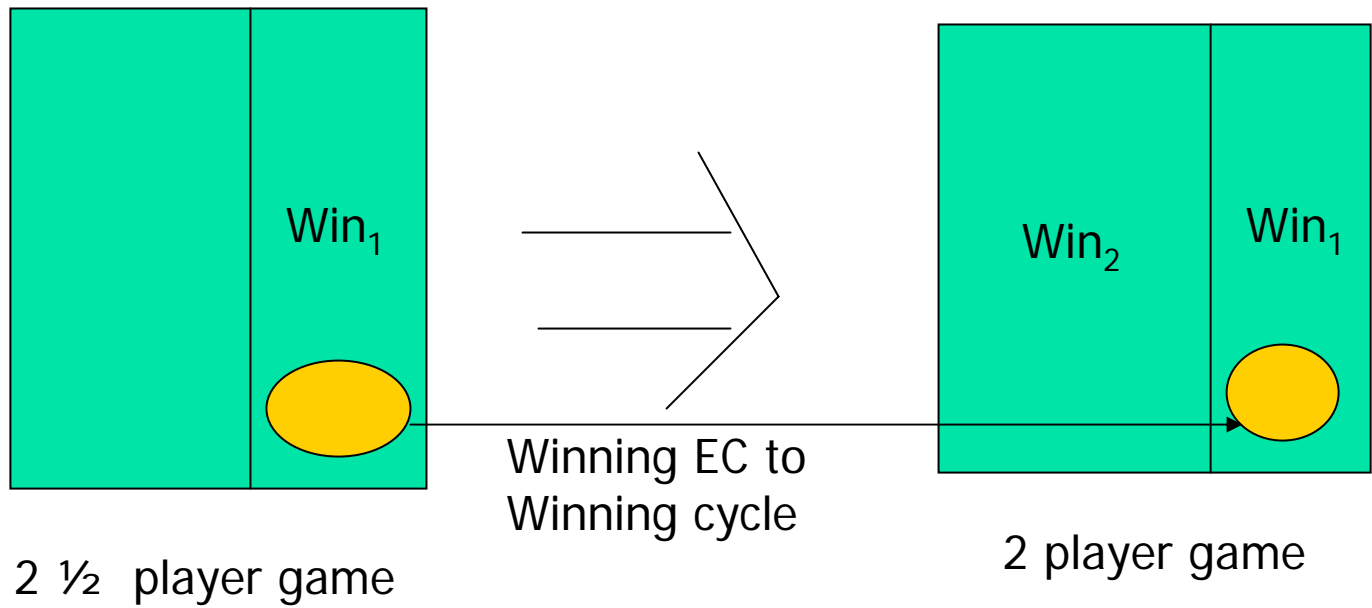 Win₁
Win₂
Win₁
Winning EC to
Winning cycle
2 ½ player game
2 player game